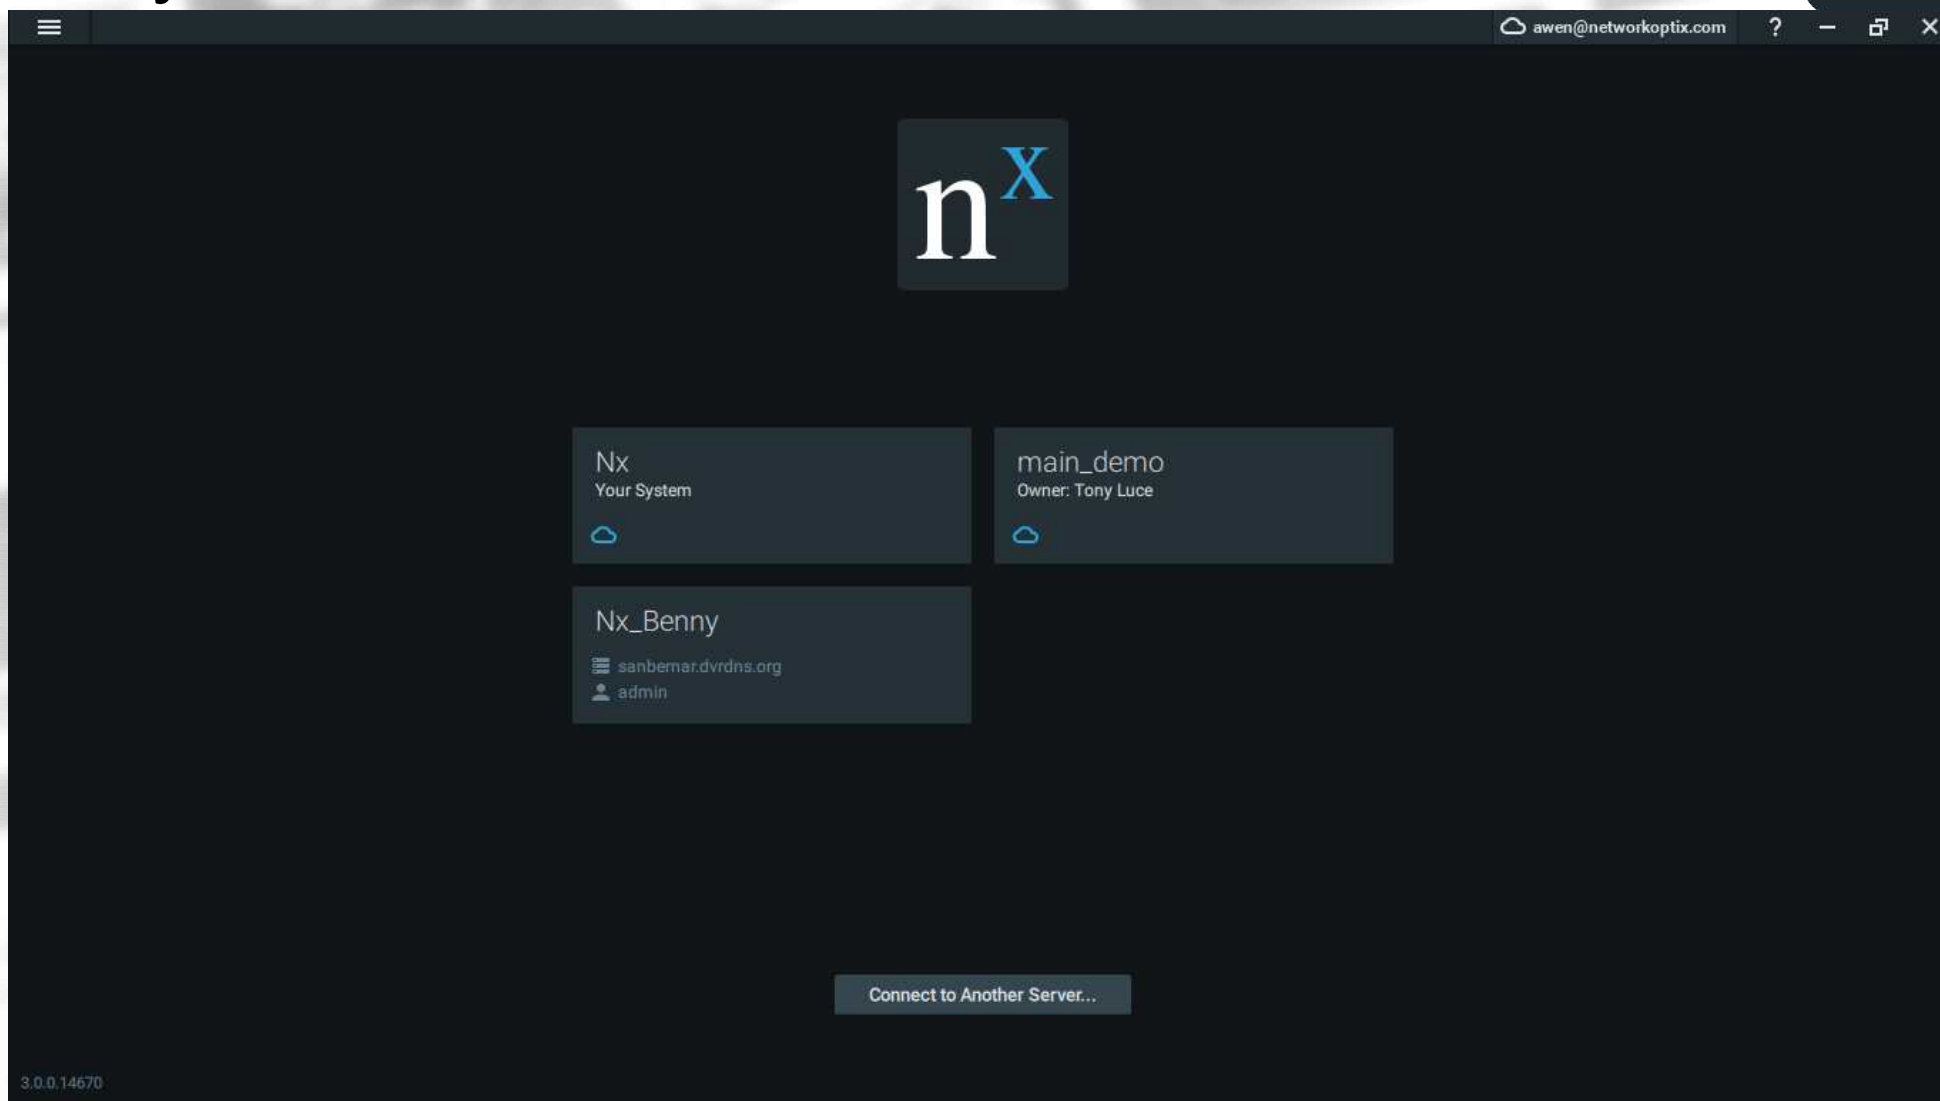 awen@networkoptix.com ?
nx
Nx
Your System
main_demo
Owner: Tony Luce
Nx_Benny
sanbemar.dvrdns.org
admin
Connect to Another Server...
3.0.0.14670